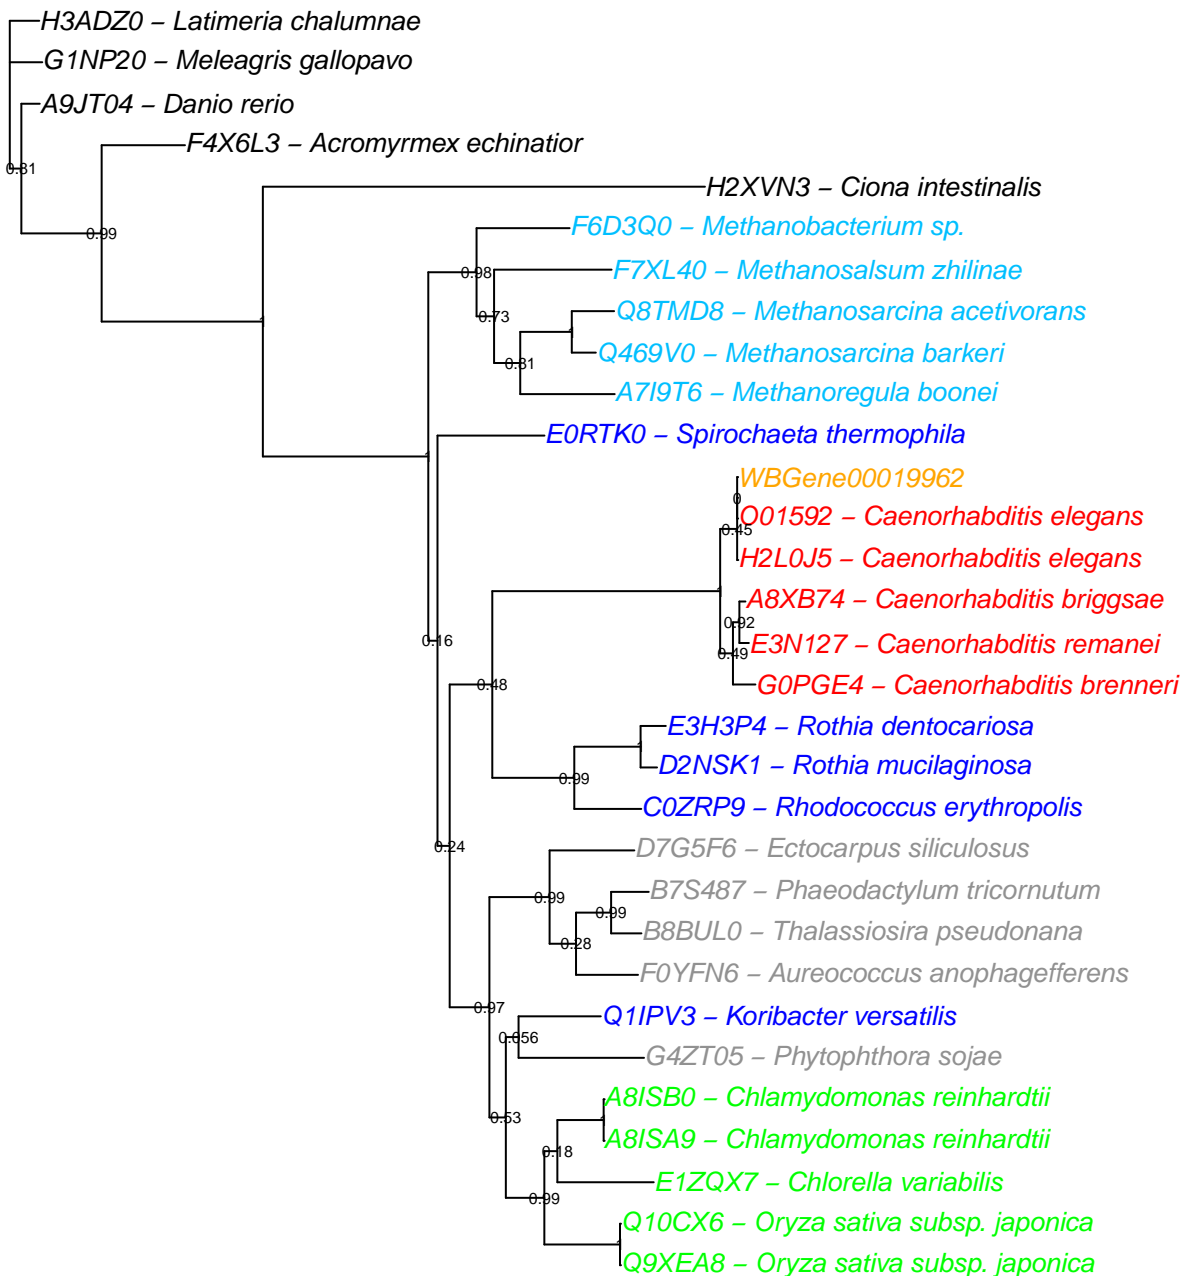 H3ADZ0 – Latimeria chalumnae
G1NP20 – Meleagris gallopavo
A9JT04 – Danio rerio
F4X6L3 – Acromyrmex echinatior
0.81
H2XVN3 – Ciona intestinalis
F6D3Q0 – Methanobacterium sp.
0.99
F7XL40 – Methanosalsum zhilinae
0.98
Q8TMD8 – Methanosarcina acetivorans
0.73
1
1
Q469V0 – Methanosarcina barkeri
0.81
A7I9T6 – Methanoregula boonei
E0RTK0 – Spirochaeta thermophila
1
WBGene00019962
0
O01592 – Caenorhabditis elegans
0.45
H2L0J5 – Caenorhabditis elegans
1
A8XB74 – Caenorhabditis briggsae
0.92
0.16
E3N127 – Caenorhabditis remanei
0.49
0.48
G0PGE4 – Caenorhabditis brenneri
E3H3P4 – Rothia dentocariosa
1
D2NSK1 – Rothia mucilaginosa
0.99
C0ZRP9 – Rhodococcus erythropolis
0.24
D7G5F6 – Ectocarpus siliculosus
B7S487 – Phaeodactylum tricornutum
0.99
0.99
B8BUL0 – Thalassiosira pseudonana
0.28
F0YFN6 – Aureococcus anophagefferens
0.97
Q1IPV3 – Koribacter versatilis
0.056
G4ZT05 – Phytophthora sojae
A8ISB0 – Chlamydomonas reinhardtii
0.53
1
A8ISA9 – Chlamydomonas reinhardtii
0.18
E1ZQX7 – Chlorella variabilis
0.99
Q10CX6 – Oryza sativa subsp. japonica
1
Q9XEA8 – Oryza sativa subsp. japonica